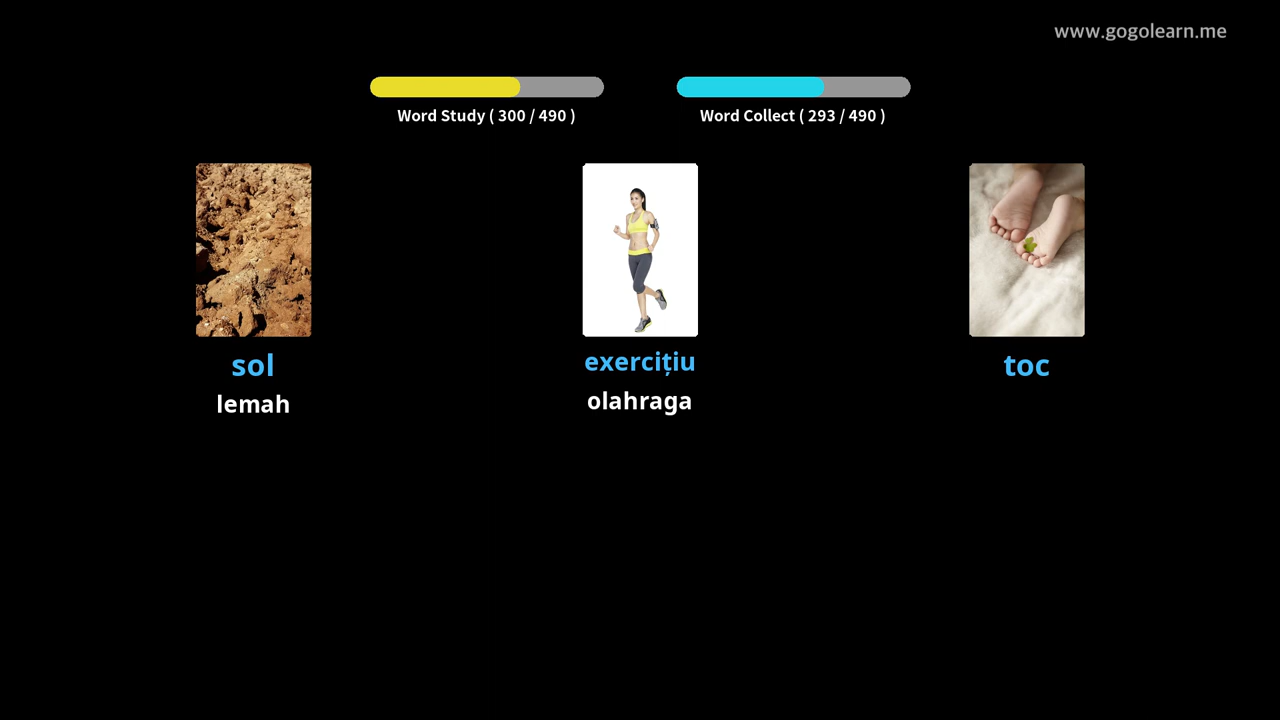 www.gogolearn.me
Word Study ( 300 / 490 )
Word Collect ( 293 / 490 )
sol
lemah
exercițiu
olahraga
toc